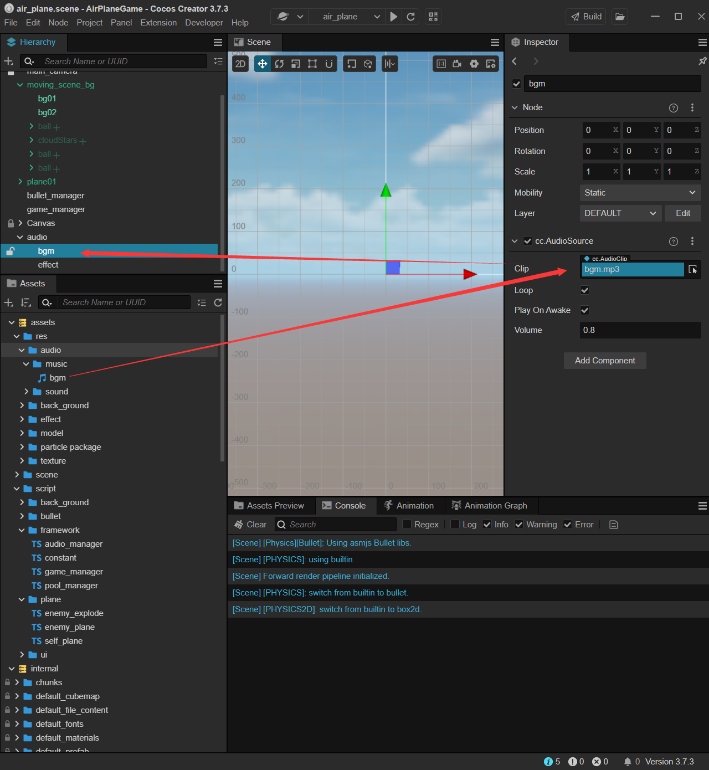 air_plane.scene - AirPlaneGame - Cocos Creator 3.7.3
File Edit Node Project Panel Extension Developer Help
air_plane
Build
Hierarchy
Search Name or UUID
main_camera
moving_scene_bg
bg01
bg02
ball
cloudStars
ball
ball
plane01
bullet_manager
game_manager
Canvas
audio
bgm
effect
Assets
Search Name or UUID
assets
res
audio
music
bgm
sound
back_ground
effect
model
particle package
texture
scene
script
back_ground
bullet
framework
TS audio_manager
TS constant
TS game_manager
TS pool_manager
plane
TS enemy_explode
TS enemy_plane
TS self_plane
ui
internal
chunks
default_cubemap
default_file_content
default_fonts
default_materials
default_prefab
Scene
2D
400
300
200
100
0
-100
-200
-300
-400
-500
-300 -200 -100 0 100 200
Inspector
bgm
Node
Position 0 X 0 Y 0 Z
Rotation 0 X 0 Y 0 Z
Scale 1 X 1 Y 1 Z
Mobility Static
Layer DEFAULT Edit
cc.AudioSource
cc.AudioClip
Clip bgm.mp3
Loop
Play On Awake
Volume 0.8
Add Component
Assets Preview Console Animation Animation Graph
Clear Search Regex Log Info Warning Error
[Scene] [Physics][Bullet]: Using asmjs Bullet libs.
[Scene] [PHYSICS]: using builtin
[Scene] Forward render pipeline initialized.
[Scene] [PHYSICS]: switch from builtin to bullet.
[Scene] [PHYSICS2D]: switch from builtin to box2d.
5 0 0 0 Version 3.7.3